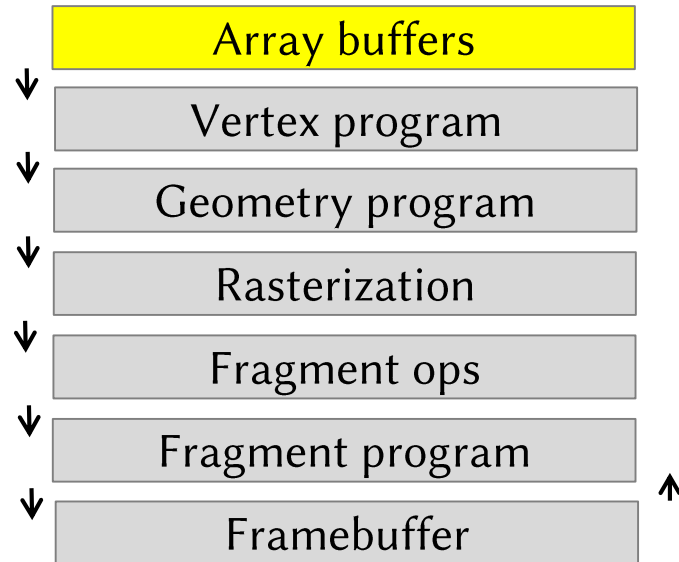 Array buffers
Vertex program
Geometry program
Rasterization
Fragment ops
Fragment program
Framebuffer